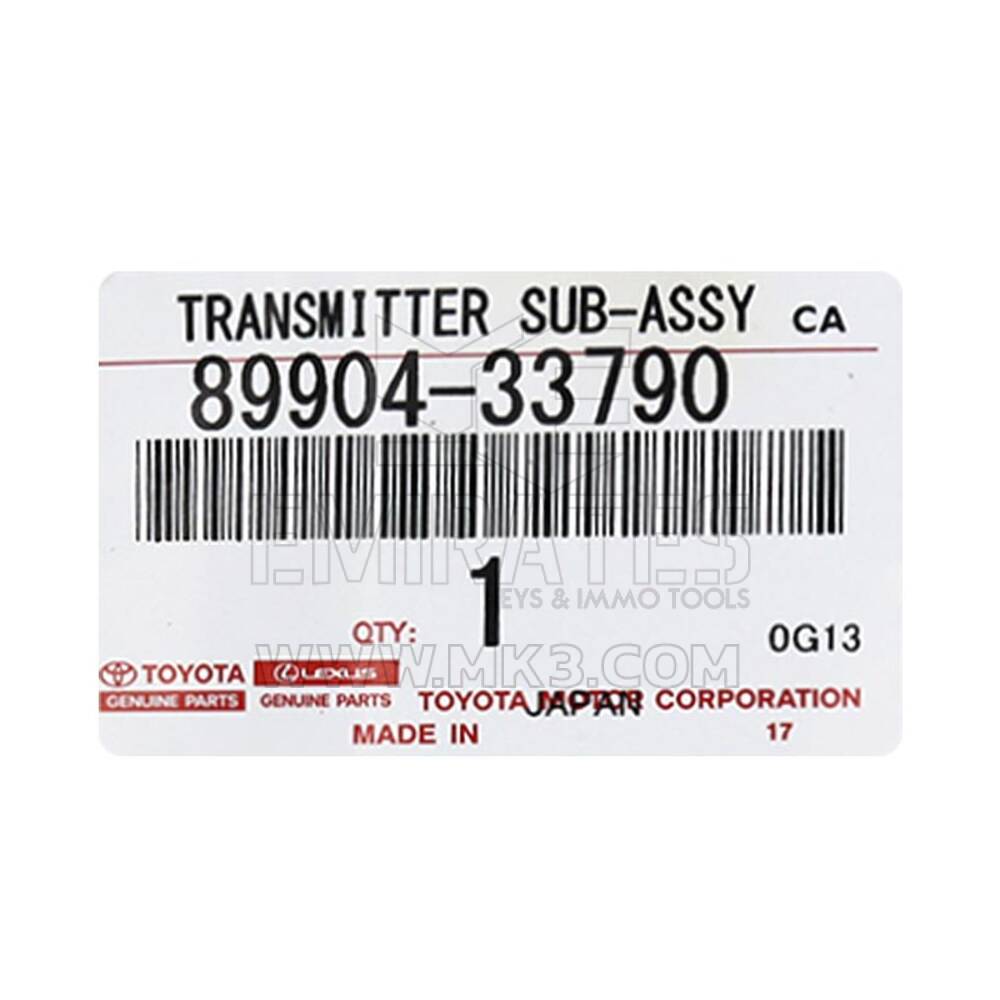 TRANSMITTER SUB-ASSY CA
89904-33790
EMIRATES
KEYS & IMMO TOOLS
1
QTY:
0G13
WWW.MK3.COM
TOYOTA LEXUS
GENUINE PARTS GENUINE PARTS TOYOTA MOTOR CORPORATION
JAPAN
MADE IN 17